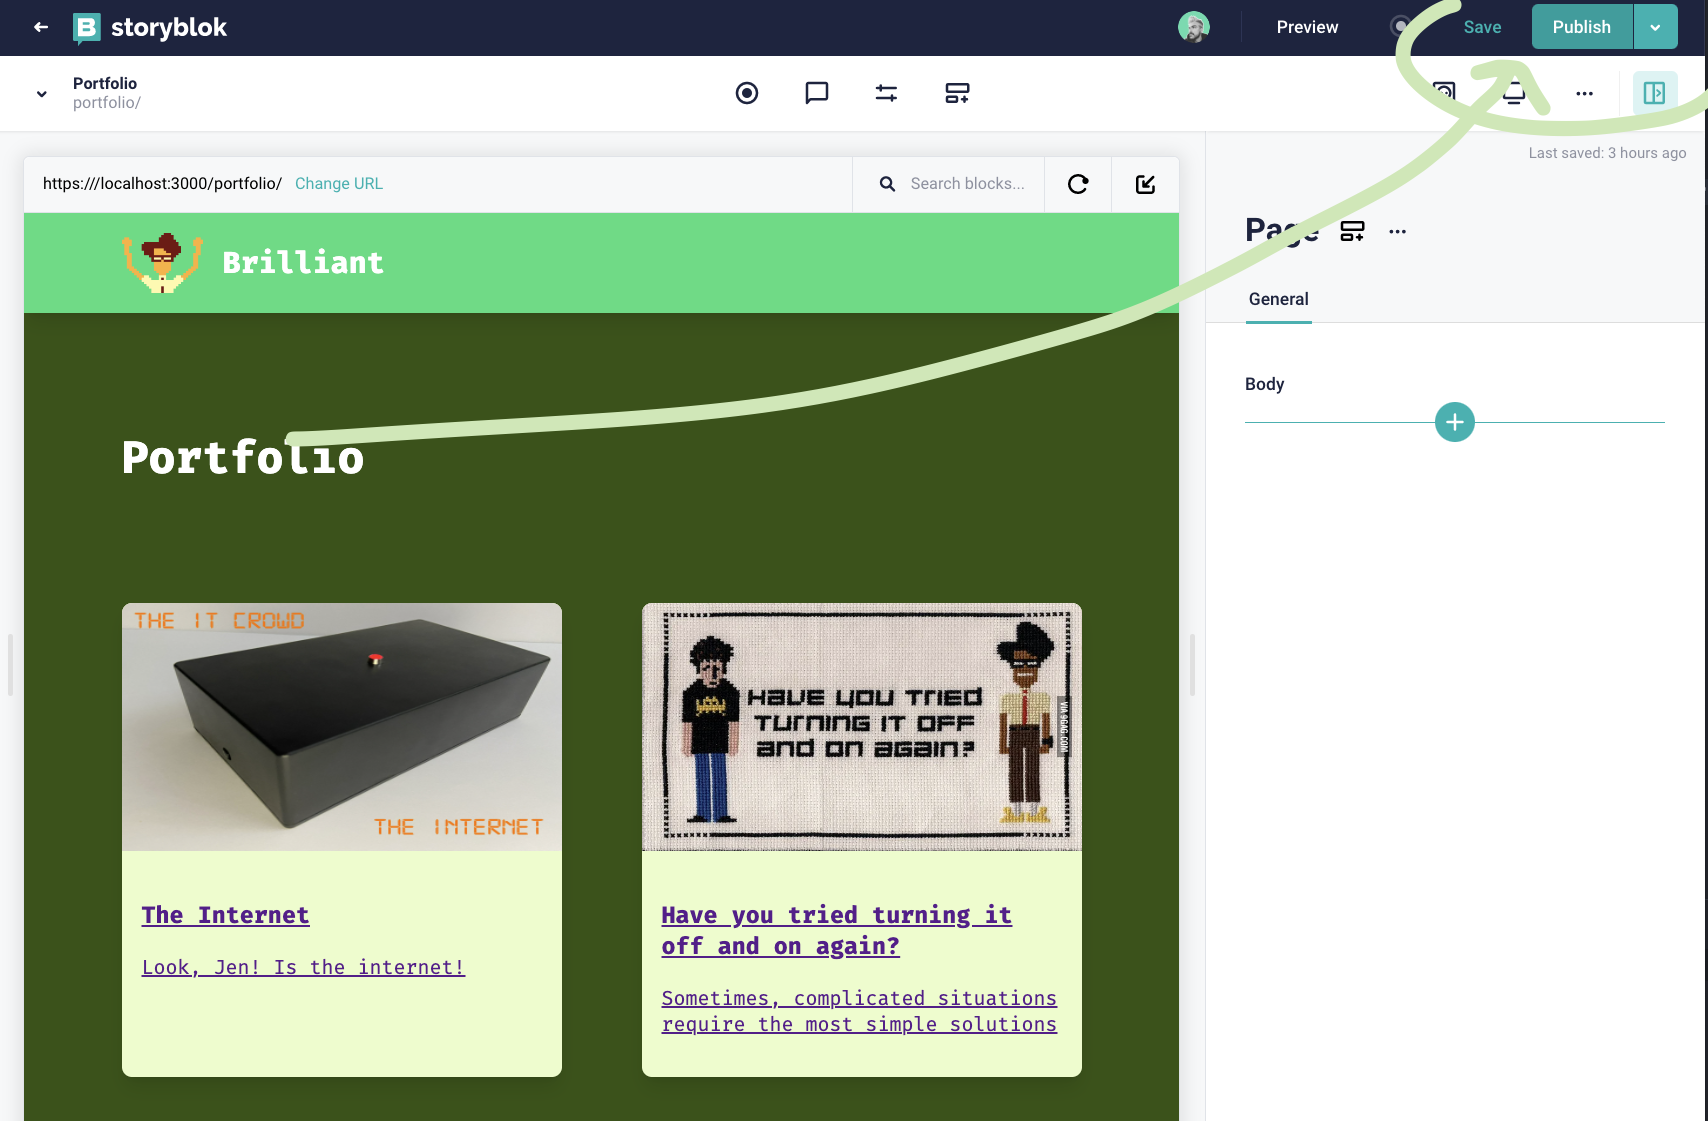 storyblok
Preview
Save
Publish
Portfolio
portfolio/
Last saved: 3 hours ago
https:///localhost:3000/portfolio/ Change URL
Search blocks...
Page
General
Body
Brilliant
Portfolio
THE IT CROWD
THE INTERNET
The Internet
Look, Jen! Is the internet!
HAVE YOU TRIED
TURNING IT OFF
AND ON AGAIN?
VIA 9GAG.COM
Have you tried turning it
off and on again?
Sometimes, complicated situations
require the most simple solutions